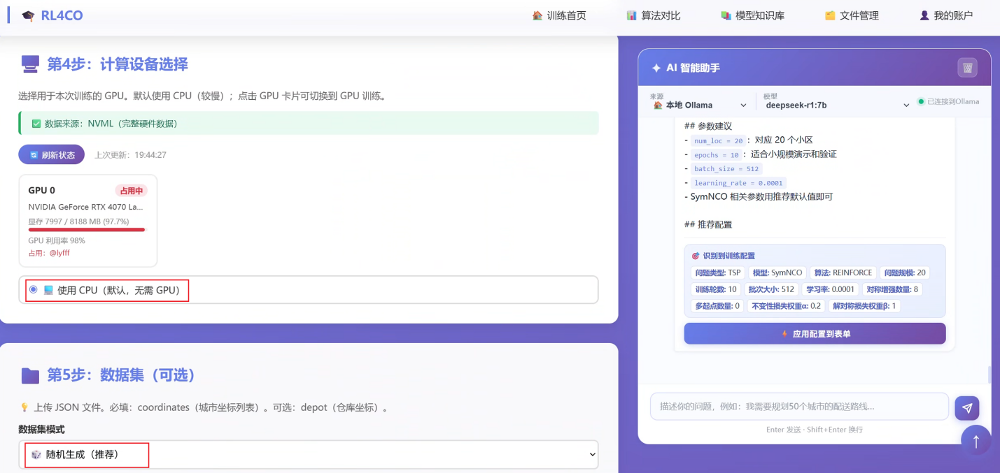 RL4CO
训练首页
算法对比
模型知识库
文件管理
我的账户
第4步：计算设备选择
选择用于本次训练的 GPU。默认使用 CPU（较慢）；点击 GPU 卡片可切换到 GPU 训练。
数据来源：NVML（完整硬件数据）
刷新状态
上次更新：19:44:27
GPU 0
占用中
NVIDIA GeForce RTX 4070 La...
显存 7997 / 8188 MB (97.7%)
GPU 利用率 98%
占用：@lyfff
使用 CPU（默认，无需 GPU）
第5步：数据集（可选）
上传 JSON 文件。必填：coordinates（城市坐标列表）。可选：depot（仓库坐标）。
数据集模式
随机生成（推荐）
AI 智能助手
来源
本地 Ollama
模型
deepseek-r1:7b
已连接到Ollama
## 参数建议
- num_loc = 20 ：对应 20 个小区
- epochs = 10 ：适合小规模演示和验证
- batch_size = 512
- learning_rate = 0.0001
- SymNCO 相关参数用推荐默认值即可
## 推荐配置
识别到训练配置
问题类型: TSP 模型: SymNCO 算法: REINFORCE 问题规模: 20
训练轮数: 10 批次大小: 512 学习率: 0.0001 对称增强数量: 8
多起点数量: 0 不变性损失权重α: 0.2 解对称损失权重β: 1
应用配置到表单
描述你的问题，例如：我需要规划50个城市的配送路线...
Enter 发送 · Shift+Enter 换行